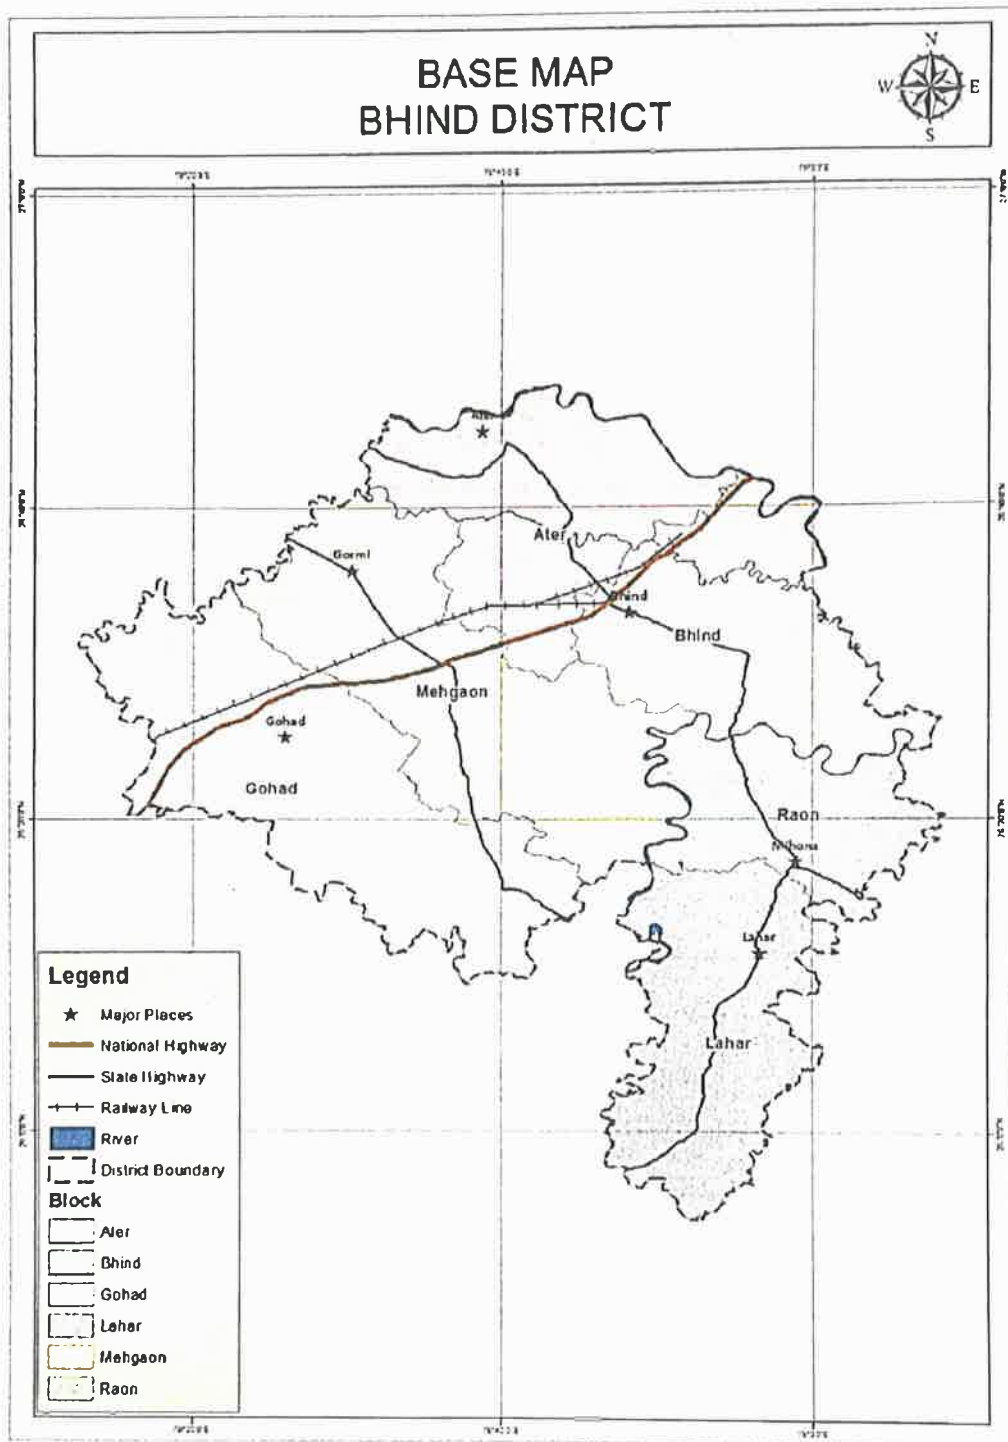 BASE MAP
BHIND DISTRICT
N
W E
S
Ater
Gormi
Bhind
Bhind
Mehgaon
Gohad
Gohad
Raon
Mihona
Lahar
Lahar
Legend
Major Places
National Highway
State Highway
Railway Line
River
District Boundary
Block
Ater
Bhind
Gohad
Lahar
Mehgaon
Raon